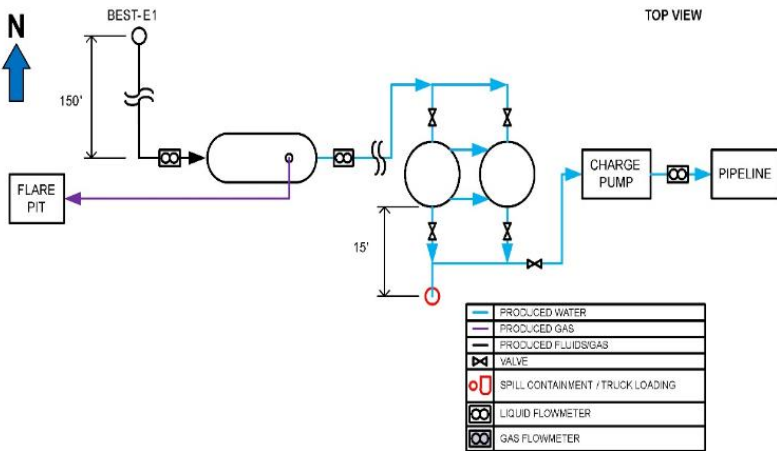 BEST-E1
TOP VIEW
N
150'
FLARE
PIT
CHARGE
PUMP
PIPELINE
15'
PRODUCED WATER
PRODUCED GAS
PRODUCED FLUIDS/GAS
VALVE
SPILL CONTAINMENT / TRUCK LOADING
LIQUID FLOWMETER
GAS FLOWMETER